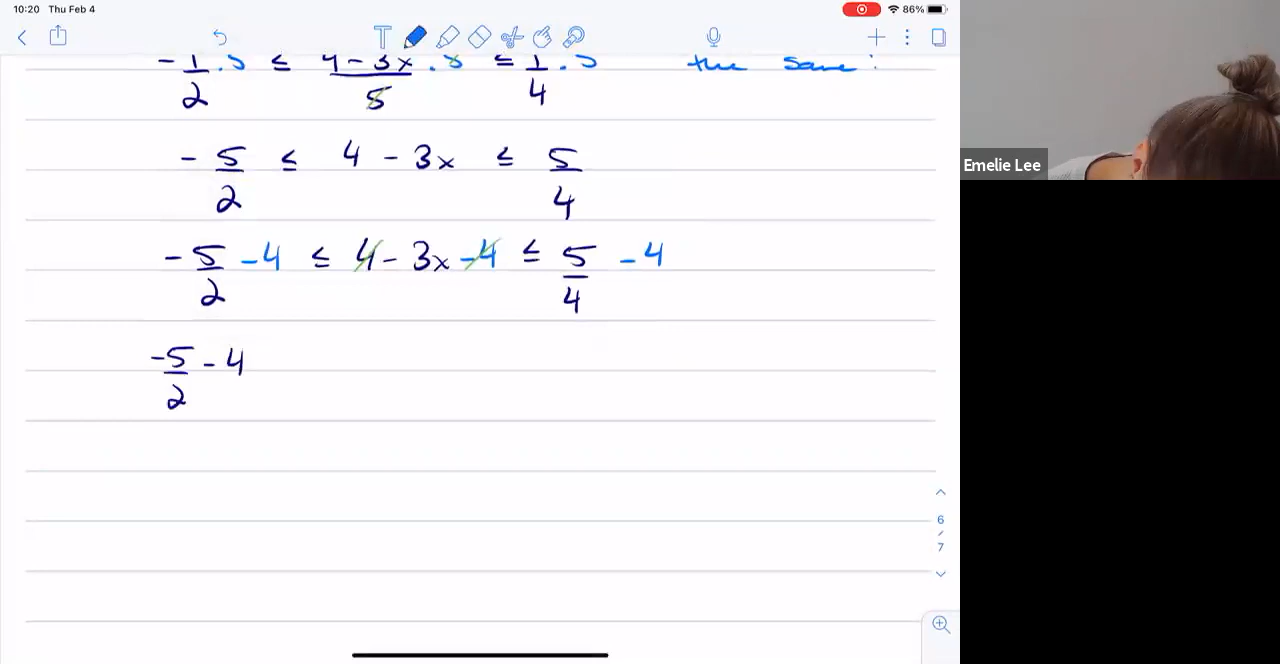 10:20 Thu Feb 4 86%
-1/2 · 5 ≤ (4 - 3x)/5 · 5 ≤ 1/4 · 5 the same!
Emelie Lee
-5/2 ≤ 4 - 3x ≤ 5/4
-5/2 - 4 ≤ 4 - 3x - 4 ≤ 5/4 - 4
-5/2 - 4
6
/
7